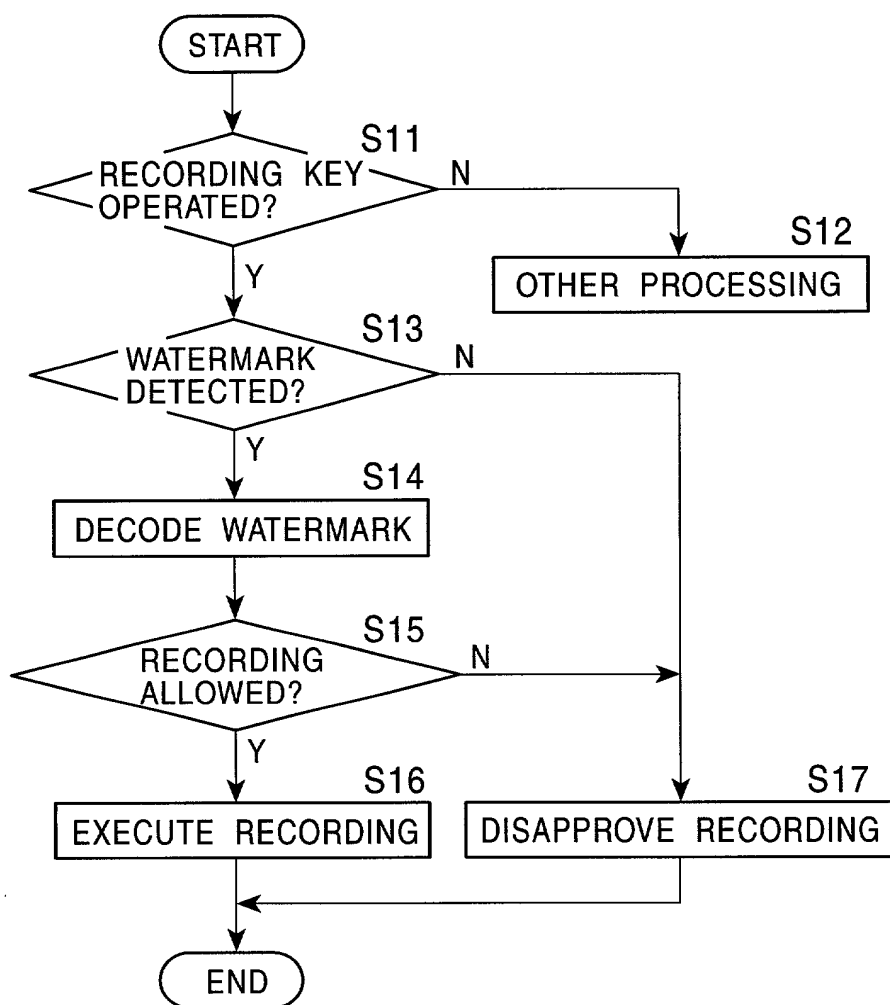 START
S11
RECORDING KEY
OPERATED?
N
S12
OTHER PROCESSING
Y
S13
WATERMARK
DETECTED?
N
Y
S14
DECODE WATERMARK
S15
RECORDING
ALLOWED?
N
Y
S16
EXECUTE RECORDING
S17
DISAPPROVE RECORDING
END